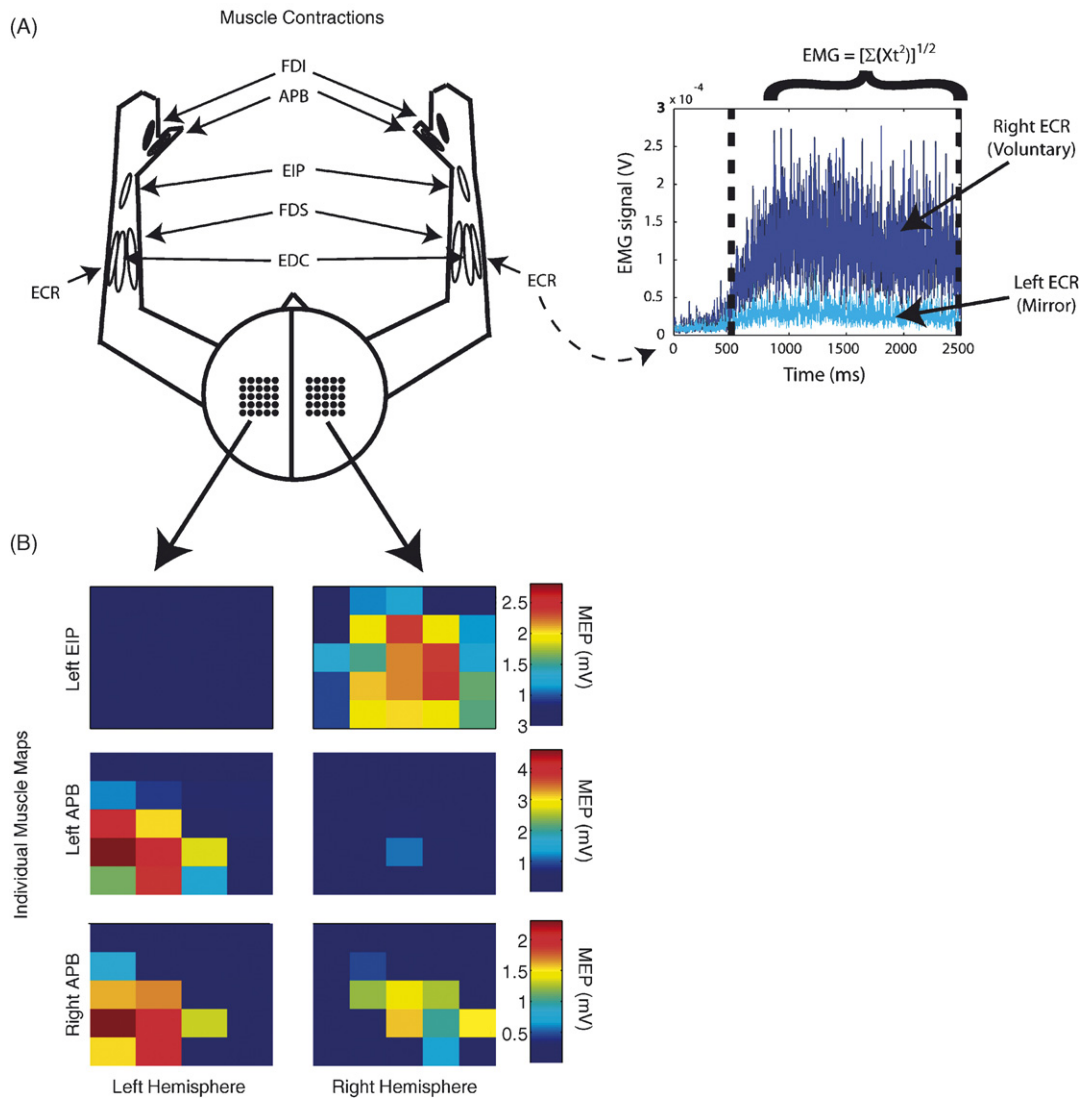 (A)
Muscle Contractions
FDI
APB
EIP
FDS
EDC
ECR
ECR
EMG = [Σ(Xt²)]^1/2
3 x 10^-4
2.5
2
1.5
1
0.5
0
EMG signal (V)
0
500
1000
1500
2000
2500
Time (ms)
Right ECR
(Voluntary)
Left ECR
(Mirror)
(B)
Individual Muscle Maps
Left EIP
2.5
2
1.5
1
3
MEP (mV)
Left APB
4
3
2
1
MEP (mV)
Right APB
2
1.5
1
0.5
MEP (mV)
Left Hemisphere
Right Hemisphere